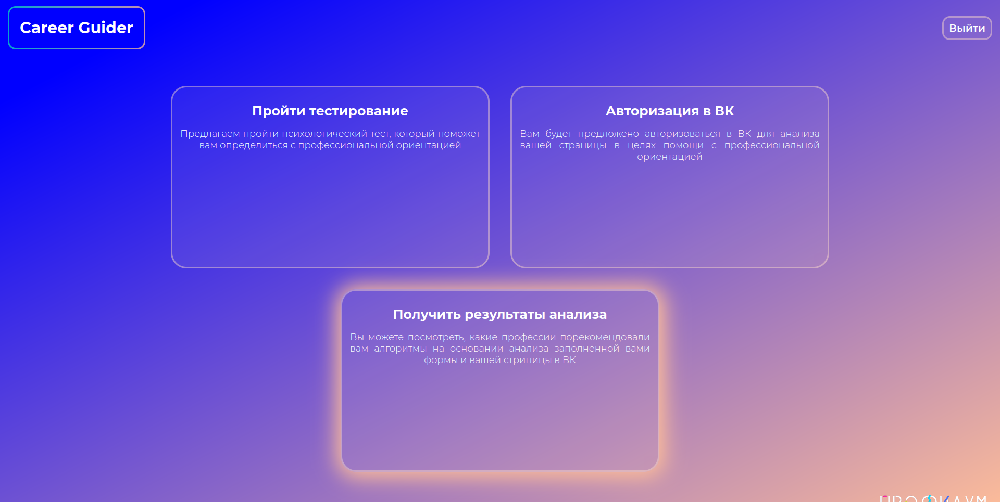 Career Guider
Выйти
Пройти тестирование
Предлагаем пройти психологический тест, который поможет
вам определиться с профессиональной ориентацией
Авторизация в ВК
Вам будет предложено авторизоваться в ВК для анализа
вашей страницы в целях помощи с профессиональной
ориентацией
Получить результаты анализа
Вы можете посмотреть, какие профессии порекомендовали
вам алгоритмы на основании анализа заполненной вами
формы и вашей стриницы в ВК